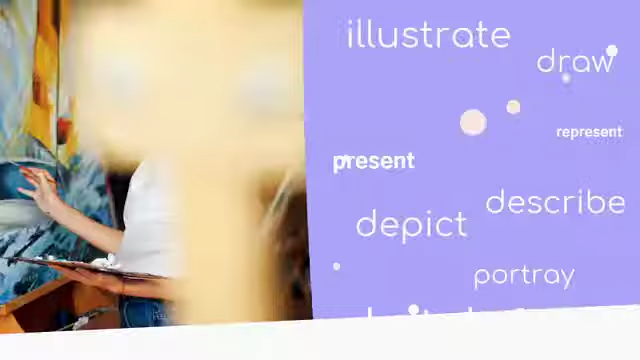 illustrate
draw
represent
present
describe
depict
portray